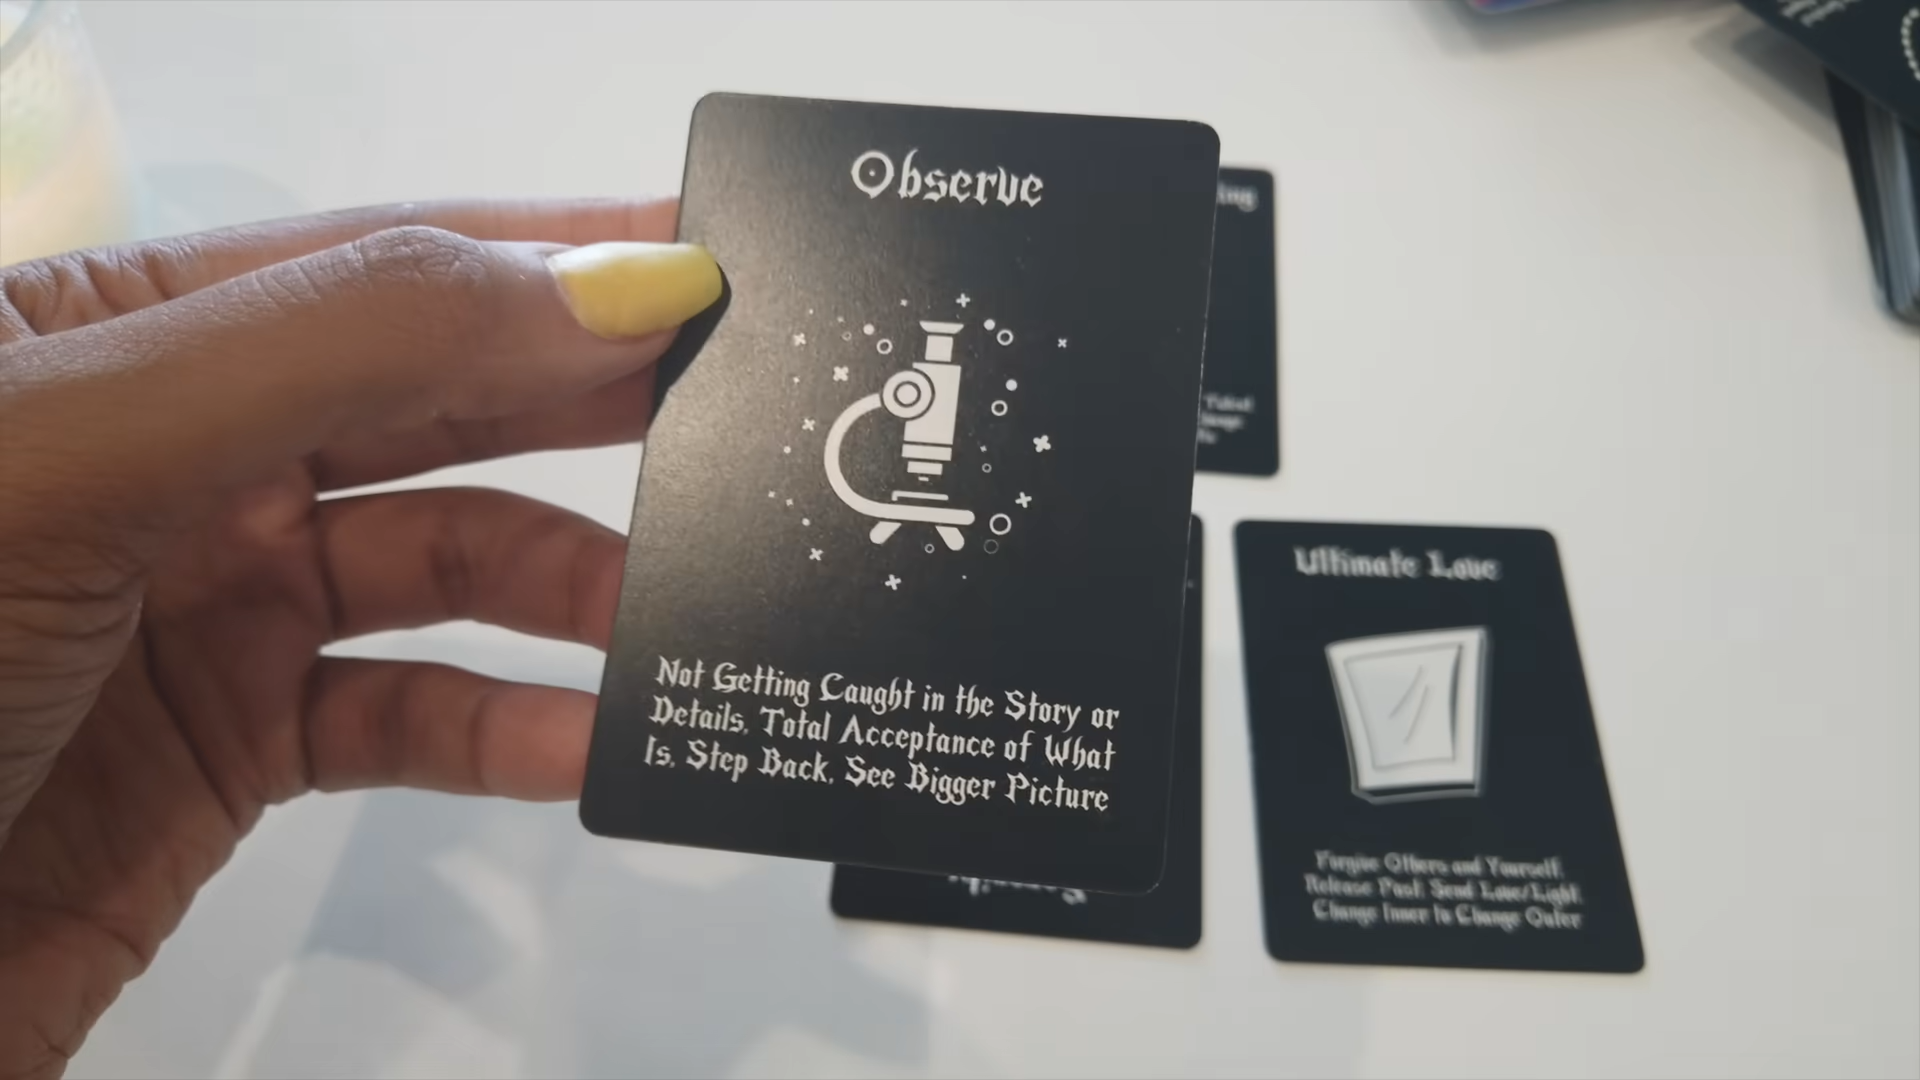 Observe
Not Getting Caught in the Story or
Details, Total Acceptance of What
Is, Step Back, See Bigger Picture
Ultimate Love
Forgive Others and Yourself,
Release Past, Send Love/Light,
Change Inner to Change Outer